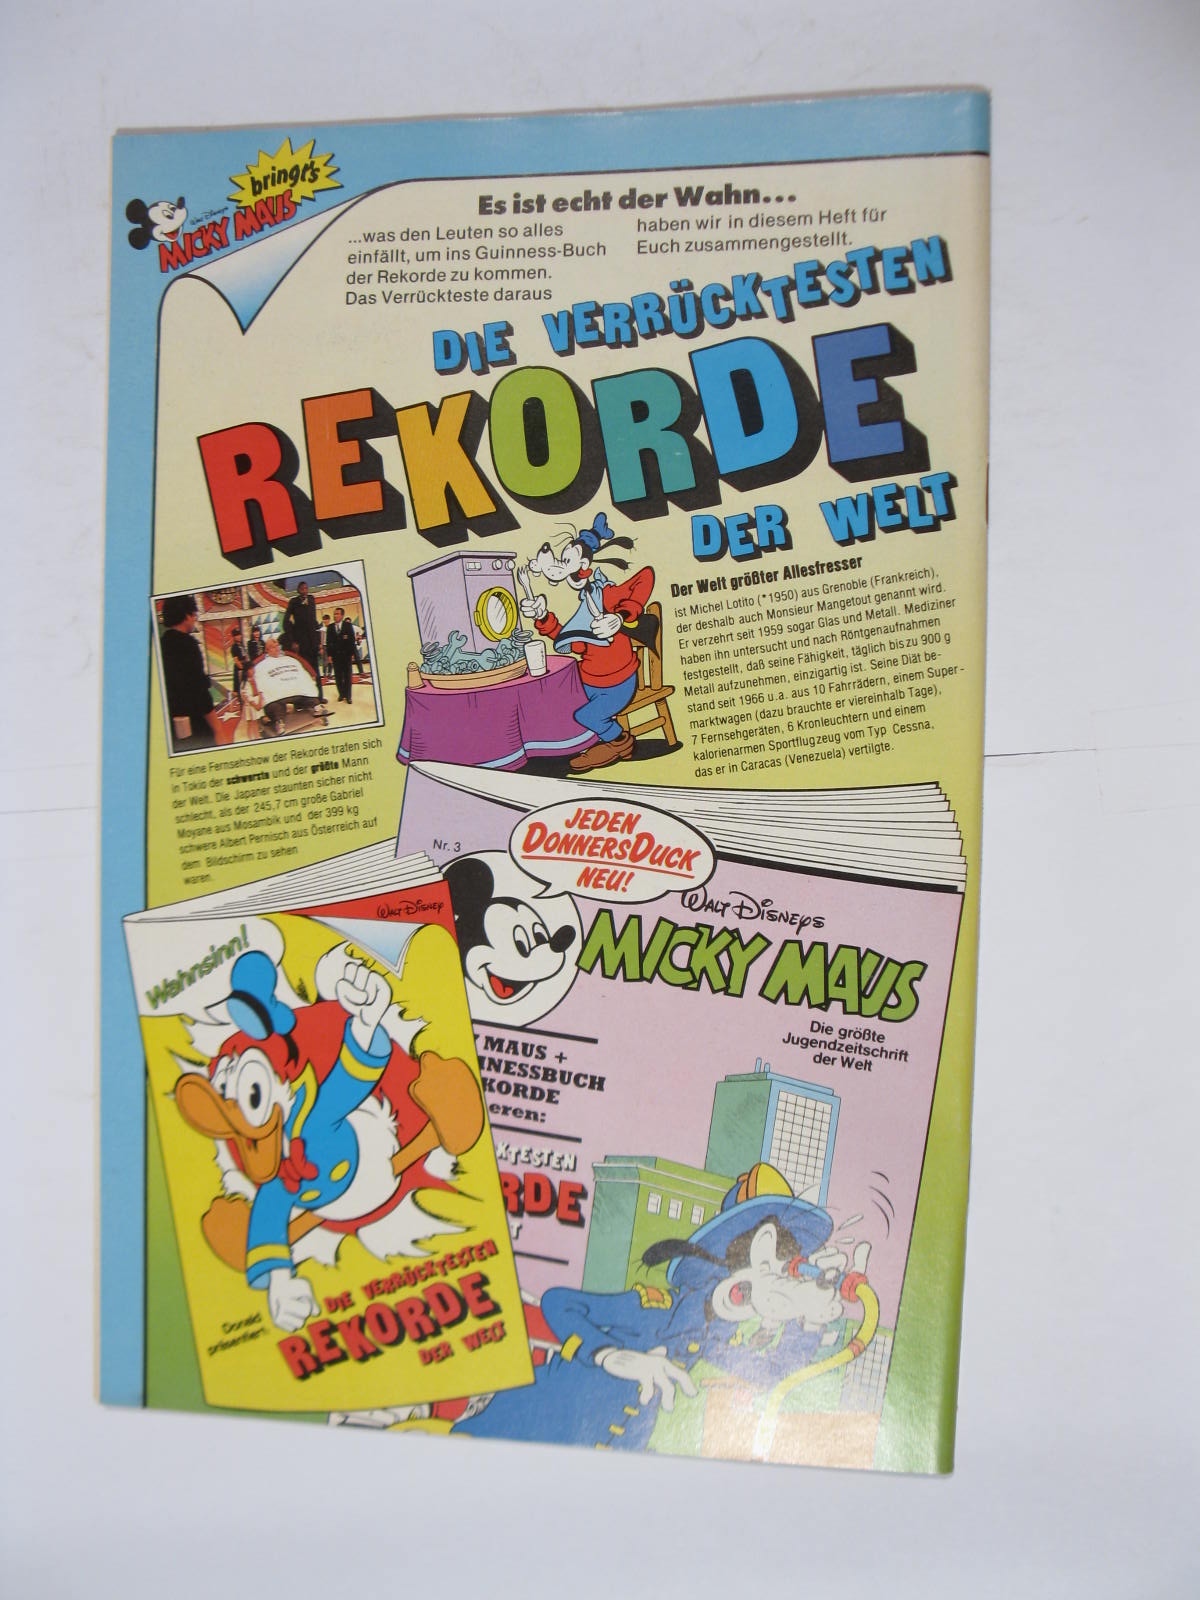 bringt's
Walt Disneys
MICKY MAUS
Es ist echt der Wahn...
...was den Leuten so alles
einfällt, um ins Guinness-Buch
der Rekorde zu kommen.
Das Verrückteste daraus
haben wir in diesem Heft für
Euch zusammengestellt.
DIE VERRÜCKTESTEN
REKORDE
DER WELT
Der Welt größter Allesfresser
ist Michel Lotito (*1950) aus Grenoble (Frankreich),
der deshalb auch Monsieur Mangetout genannt wird.
Er verzehrt seit 1959 sogar Glas und Metall. Mediziner
haben ihn untersucht und nach Röntgenaufnahmen
festgestellt, daß seine Fähigkeit, täglich bis zu 900 g
Metall aufzunehmen, einzigartig ist. Seine Diät be-
stand seit 1966 u.a. aus 10 Fahrrädern, einem Super-
marktwagen (dazu brauchte er viereinhalb Tage),
7 Fernsehgeräten, 6 Kronleuchtern und einem
kalorienarmen Sportflugzeug vom Typ Cessna,
das er in Caracas (Venezuela) vertilgte.
Für eine Fernsehshow der Rekorde trafen sich
in Tokio der schwerste und der größte Mann
der Welt. Die Japaner staunten sicher nicht
schlecht, als der 245,7 cm große Gabriel
Moyane aus Mosambik und der 399 kg
schwere Albert Pernisch aus Österreich auf
dem Bildschirm zu sehen
waren.
Nr. 3
JEDEN
DONNERSDUCK
NEU!
WALT DISNEYS
MICKY MAUS
Die größte
Jugendzeitschrift
der Welt
Y MAUS +
NESSBUCH
KORDE
eren:
KTESTEN
RDE
T
WALT DISNEY
Wahnsinn!
Donald
präsentiert:
DIE VERRÜCKTESTEN
REKORDE
DER WELT